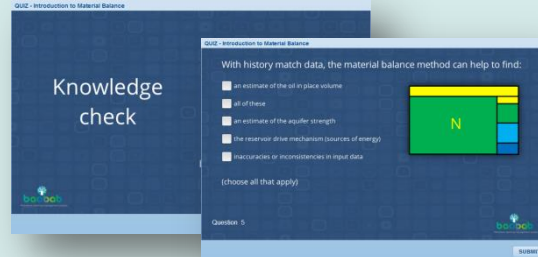 QUIZ - Introduction to Material Balance
Knowledge
check
baobab
QUIZ - Introduction to Material Balance
With history match data, the material balance method can help to find:
an estimate of the oil in place volume
all of these
an estimate of the aquifer strength
the reservoir drive mechanism (sources of energy)
inaccuracies or inconsistencies in input data
N
(choose all that apply)
Question 5
baobab
SUBMIT